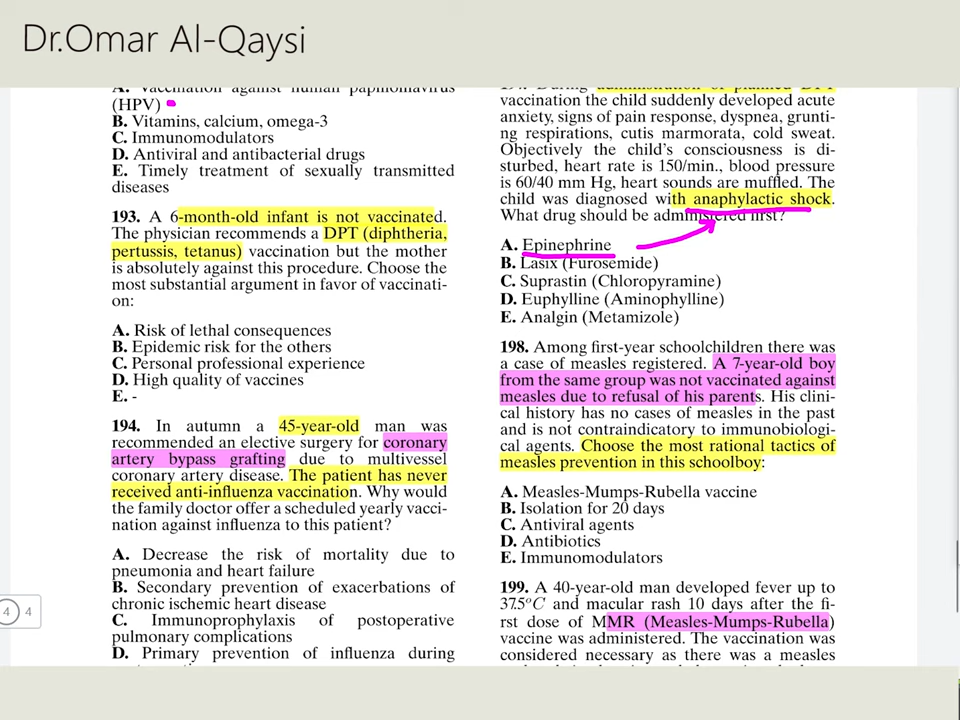 Dr.Omar Al-Qaysi
A. Vaccination against human papillomavirus
(HPV)
B. Vitamins, calcium, omega-3
C. Immunomodulators
D. Antiviral and antibacterial drugs
E. Timely treatment of sexually transmitted
diseases
193. A 6-month-old infant is not vaccinated.
The physician recommends a DPT (diphtheria,
pertussis, tetanus) vaccination but the mother
is absolutely against this procedure. Choose the
most substantial argument in favor of vaccinati-
on:
A. Risk of lethal consequences
B. Epidemic risk for the others
C. Personal professional experience
D. High quality of vaccines
E. -
194. In autumn a 45-year-old man was
recommended an elective surgery for coronary
artery bypass grafting due to multivessel
coronary artery disease. The patient has never
received anti-influenza vaccination. Why would
the family doctor offer a scheduled yearly vacci-
nation against influenza to this patient?
A. Decrease the risk of mortality due to
pneumonia and heart failure
B. Secondary prevention of exacerbations of
chronic ischemic heart disease
C. Immunoprophylaxis of postoperative
pulmonary complications
D. Primary prevention of influenza during
4 4
During administration of planned DPT
vaccination the child suddenly developed acute
anxiety, signs of pain response, dyspnea, grunti-
ng respirations, cutis marmorata, cold sweat.
Objectively the child's consciousness is di-
sturbed, heart rate is 150/min., blood pressure
is 60/40 mm Hg, heart sounds are muffled. The
child was diagnosed with anaphylactic shock.
What drug should be administered first?
A. Epinephrine
B. Lasix (Furosemide)
C. Suprastin (Chloropyramine)
D. Euphylline (Aminophylline)
E. Analgin (Metamizole)
198. Among first-year schoolchildren there was
a case of measles registered. A 7-year-old boy
from the same group was not vaccinated against
measles due to refusal of his parents. His clini-
cal history has no cases of measles in the past
and is not contraindicatory to immunobiologi-
cal agents. Choose the most rational tactics of
measles prevention in this schoolboy:
A. Measles-Mumps-Rubella vaccine
B. Isolation for 20 days
C. Antiviral agents
D. Antibiotics
E. Immunomodulators
199. A 40-year-old man developed fever up to
37.5°C and macular rash 10 days after the fi-
rst dose of MMR (Measles-Mumps-Rubella)
vaccine was administered. The vaccination was
considered necessary as there was a measles